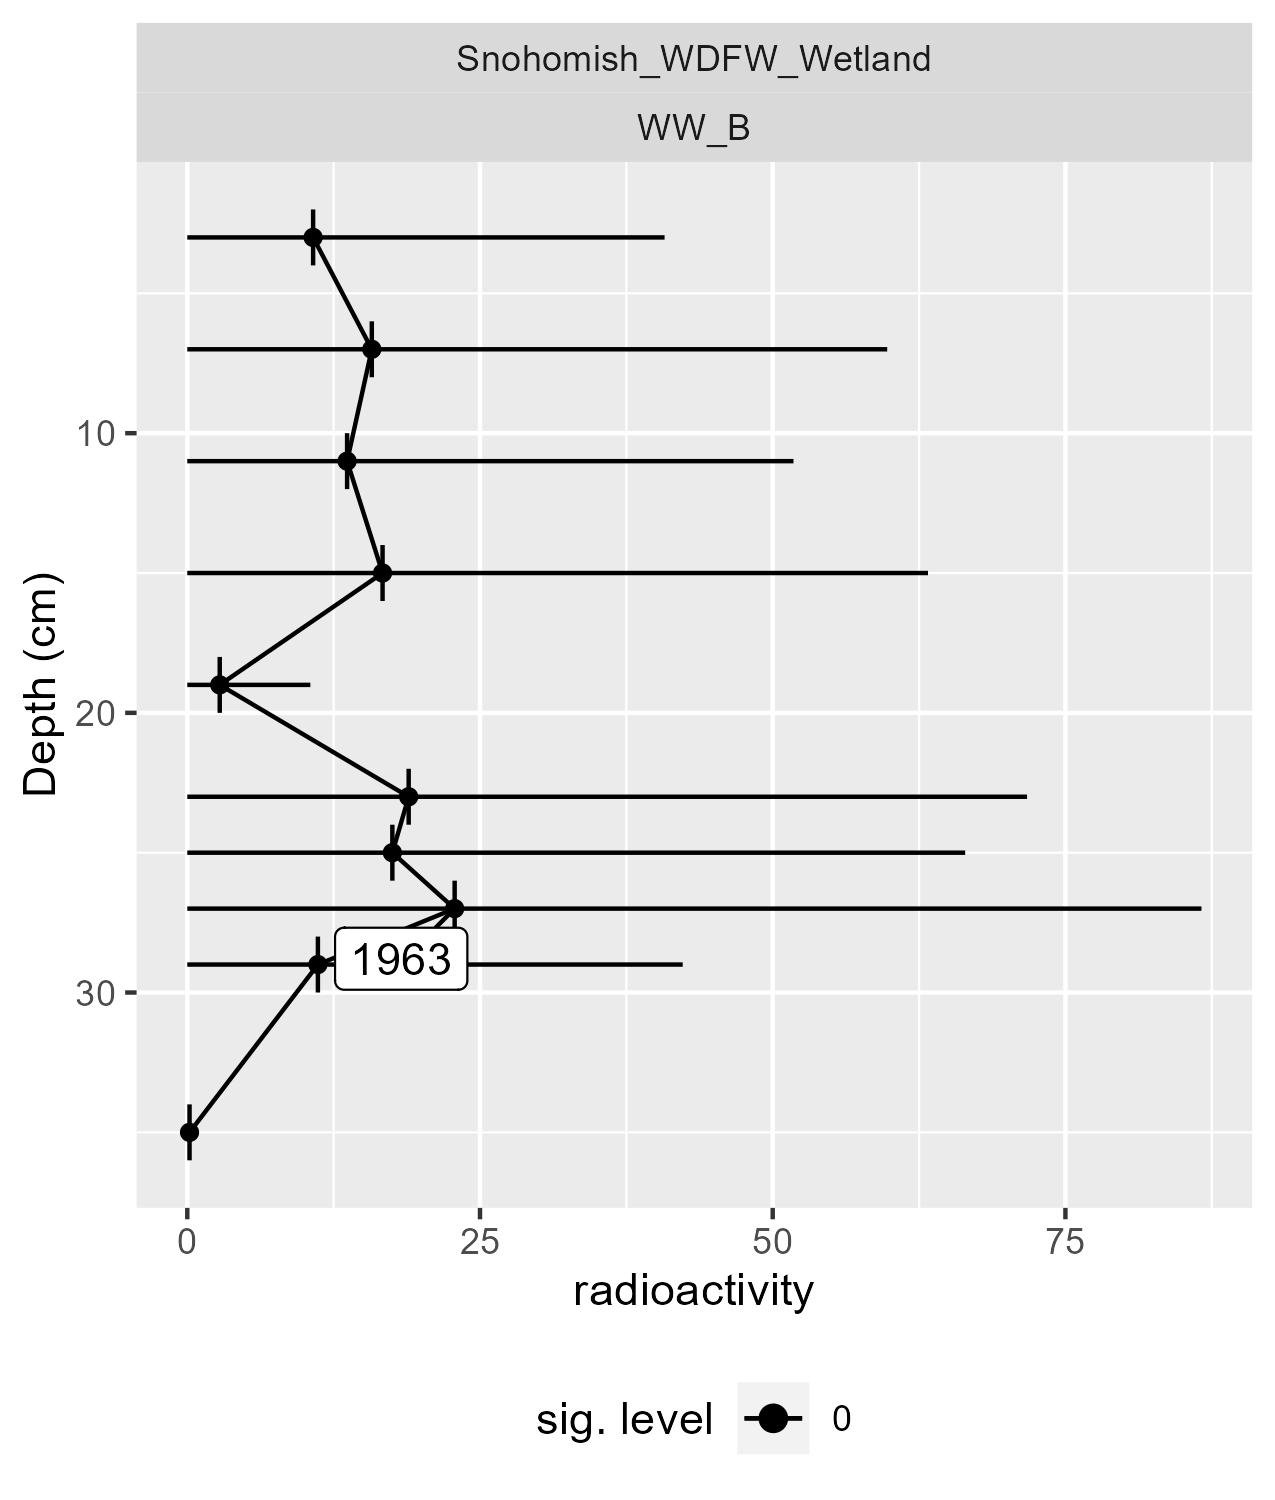 Snohomish_WDFW_Wetland
WW_B
10
20
30
Depth (cm)
1963
0 25 50 75
radioactivity
sig. level 0